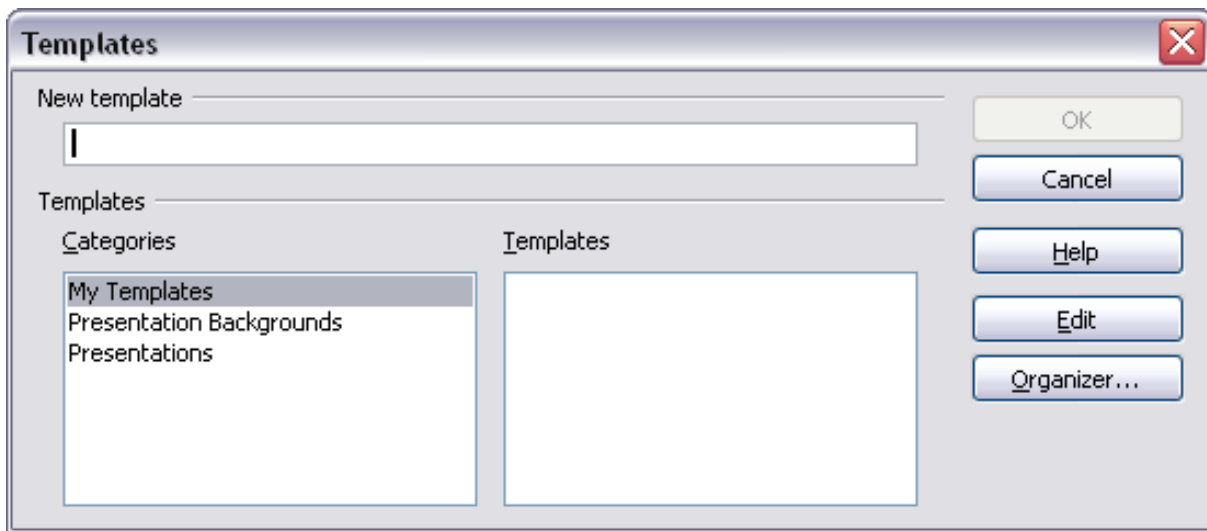 Templates
New template
OK
Cancel
Templates
Categories
Templates
Help
My Templates
Presentation Backgrounds
Presentations
Edit
Organizer...